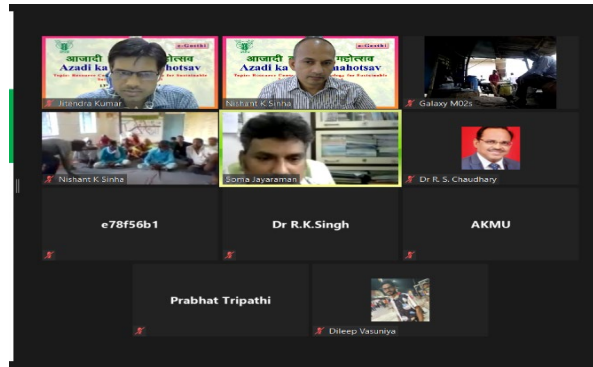 e-Goshti
आजादी
Azadi ka
Jitendra Kumar
e-Goshti
आजादी
होत्सव
Azadi ka
ahotsav
Nishant K Sinha
Galaxy M02s
Nishant K Sinha
Soma Jayaraman
Dr R. S. Chaudhary
e78f56b1
Dr R.K.Singh
AKMU
Prabhat Tripathi
Dileep Vasuniya